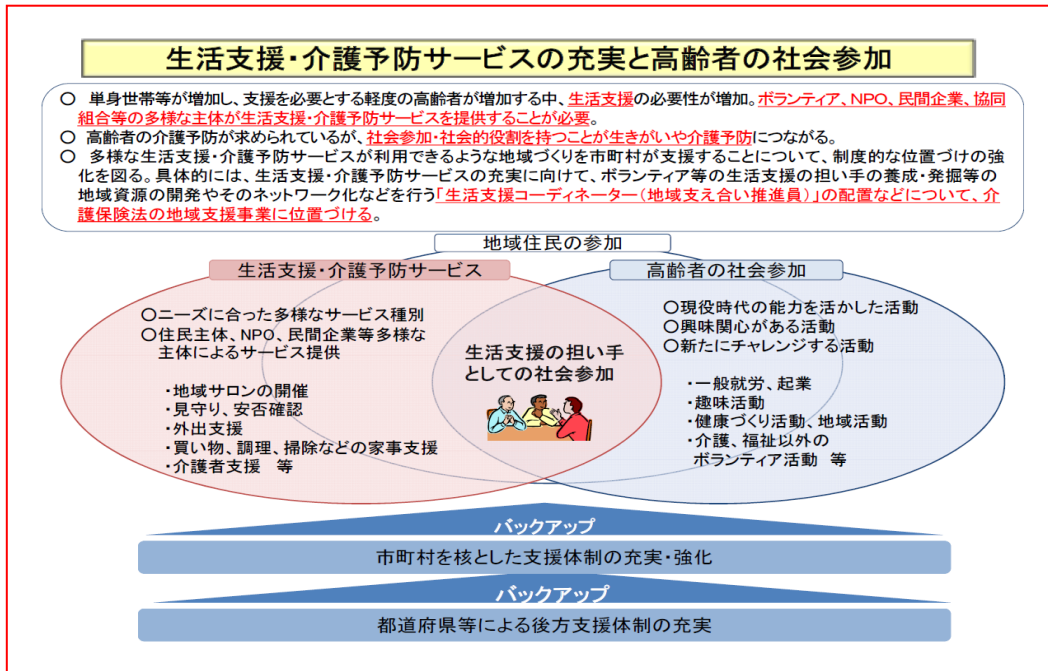 生活支援・介護予防サービスの充実と高齢者の社会参加
○ 単身世帯等が増加し、支援を必要とする軽度の高齢者が増加する中、生活支援の必要性が増加。ボランティア、NPO、民間企業、協同
組合等の多様な主体が生活支援・介護予防サービスを提供することが必要。
○ 高齢者の介護予防が求められているが、社会参加・社会的役割を持つことが生きがいや介護予防につながる。
○ 多様な生活支援・介護予防サービスが利用できるような地域づくりを市町村が支援することについて、制度的な位置づけの強
化を図る。具体的には、生活支援・介護予防サービスの充実に向けて、ボランティア等の生活支援の担い手の養成・発掘等の
地域資源の開発やそのネットワーク化などを行う「生活支援コーディネーター(地域支え合い推進員)」の配置などについて、介
護保険法の地域支援事業に位置づける。
地域住民の参加
生活支援・介護予防サービス
○ニーズに合った多様なサービス種別
○住民主体、NPO、民間企業等多様な
主体によるサービス提供
・地域サロンの開催
・見守り、安否確認
・外出支援
・買い物、調理、掃除などの家事支援
・介護者支援 等
生活支援の担い手
としての社会参加
高齢者の社会参加
○現役時代の能力を活かした活動
○興味関心がある活動
○新たにチャレンジする活動
・一般就労、起業
・趣味活動
・健康づくり活動、地域活動
・介護、福祉以外の
ボランティア活動 等
バックアップ
市町村を核とした支援体制の充実・強化
バックアップ
都道府県等による後方支援体制の充実